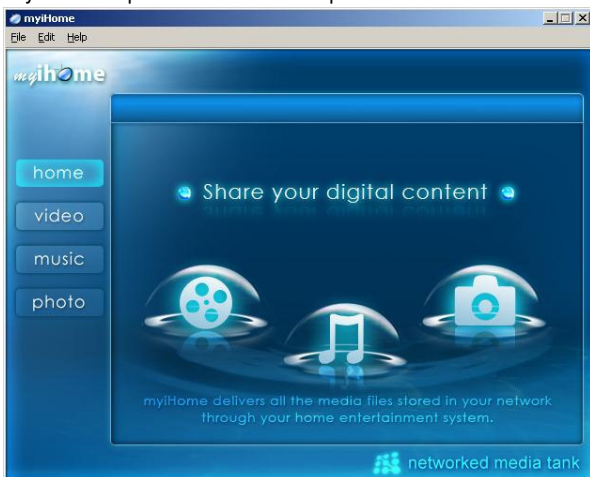 myiHome
File Edit Help
myihome
home
video
music
photo
Share your digital content
myiHome delivers all the media files stored in your network
through your home entertainment system.
networked media tank